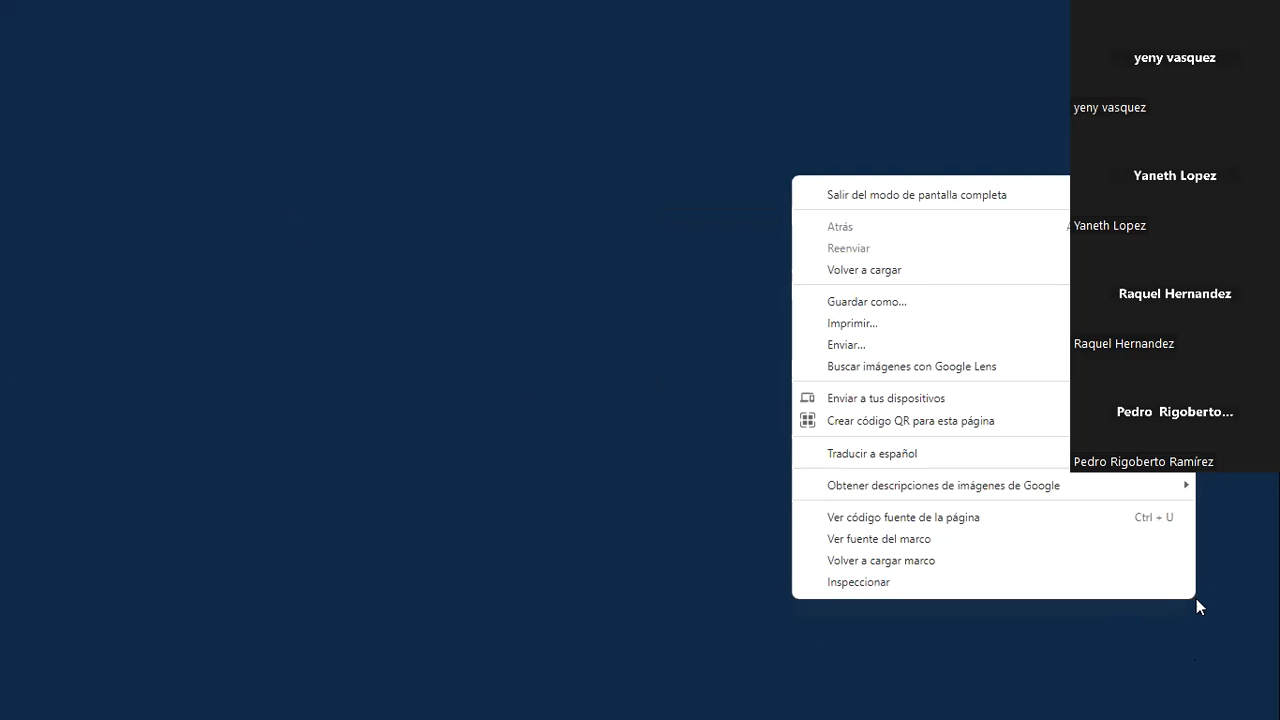 yeny vasquez
yeny vasquez
Yaneth Lopez
Yaneth Lopez
Raquel Hernandez
Raquel Hernandez
Pedro Rigoberto...
Pedro Rigoberto Ramírez
Salir del modo de pantalla completa
Atrás
Reenviar
Volver a cargar
Guardar como...
Imprimir...
Enviar...
Buscar imágenes con Google Lens
Enviar a tus dispositivos
Crear código QR para esta página
Traducir a español
Obtener descripciones de imágenes de Google
Ver código fuente de la página Ctrl + U
Ver fuente del marco
Volver a cargar marco
Inspeccionar